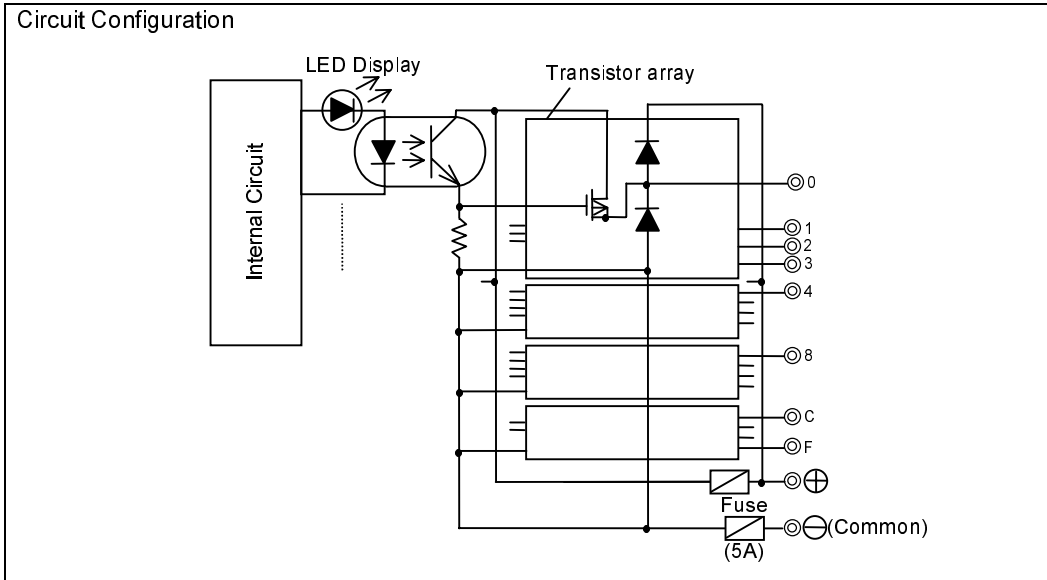 Circuit Configuration
LED Display
Transistor array
Internal Circuit
0
1
2
3
4
8
C
F
Fuse
(Common)
(5A)